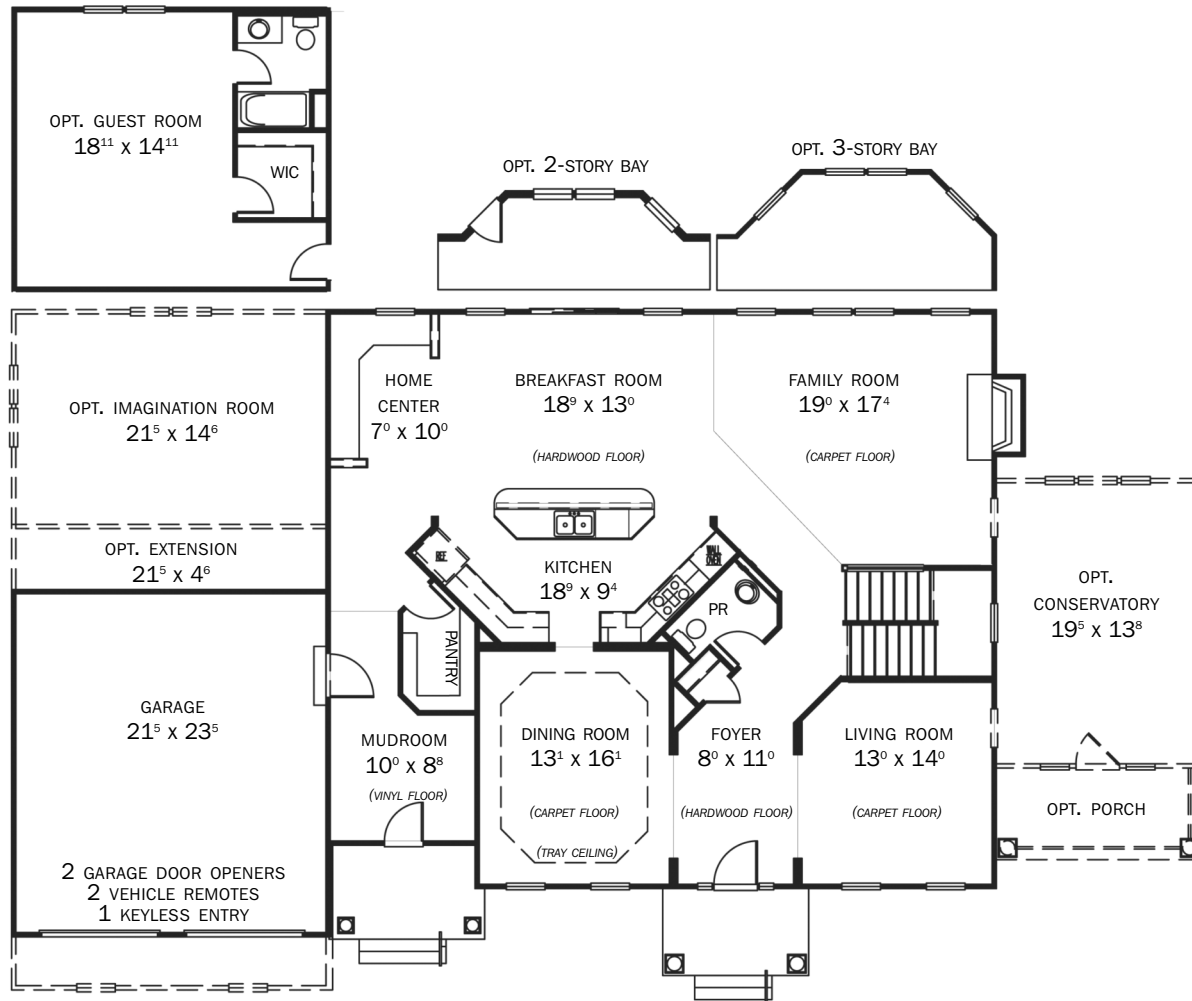 OPT. GUEST ROOM
18¹¹ x 14¹¹
WIC
OPT. 2-STORY BAY
OPT. 3-STORY BAY
OPT. IMAGINATION ROOM
21⁵ x 14⁶
HOME
CENTER
7⁰ x 10⁰
BREAKFAST ROOM
18⁹ x 13⁰
(HARDWOOD FLOOR)
FAMILY ROOM
19⁰ x 17⁴
(CARPET FLOOR)
OPT. EXTENSION
21⁵ x 4⁶
REF.
KITCHEN
18⁹ x 9⁴
WALL
OVEN
PR
PANTRY
OPT.
CONSERVATORY
19⁵ x 13⁸
GARAGE
21⁵ x 23⁵
MUDROOM
10⁰ x 8⁸
(VINYL FLOOR)
DINING ROOM
13¹ x 16¹
(CARPET FLOOR)
(TRAY CEILING)
FOYER
8⁰ x 11⁰
(HARDWOOD FLOOR)
LIVING ROOM
13⁰ x 14⁰
(CARPET FLOOR)
OPT. PORCH
2 GARAGE DOOR OPENERS
2 VEHICLE REMOTES
1 KEYLESS ENTRY